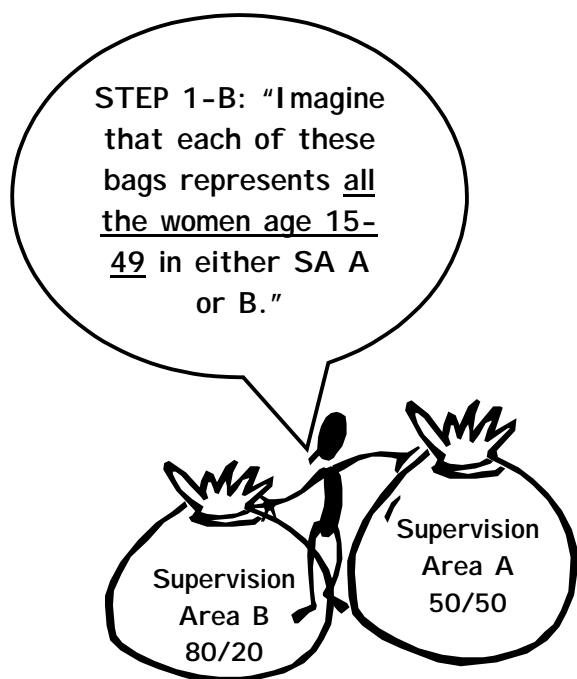 STEP 1-B: “Imagine
that each of these
bags represents all
the women age 15-
49 in either SA A
or B.”
Supervision
Area B
80/20
Supervision
Area A
50/50